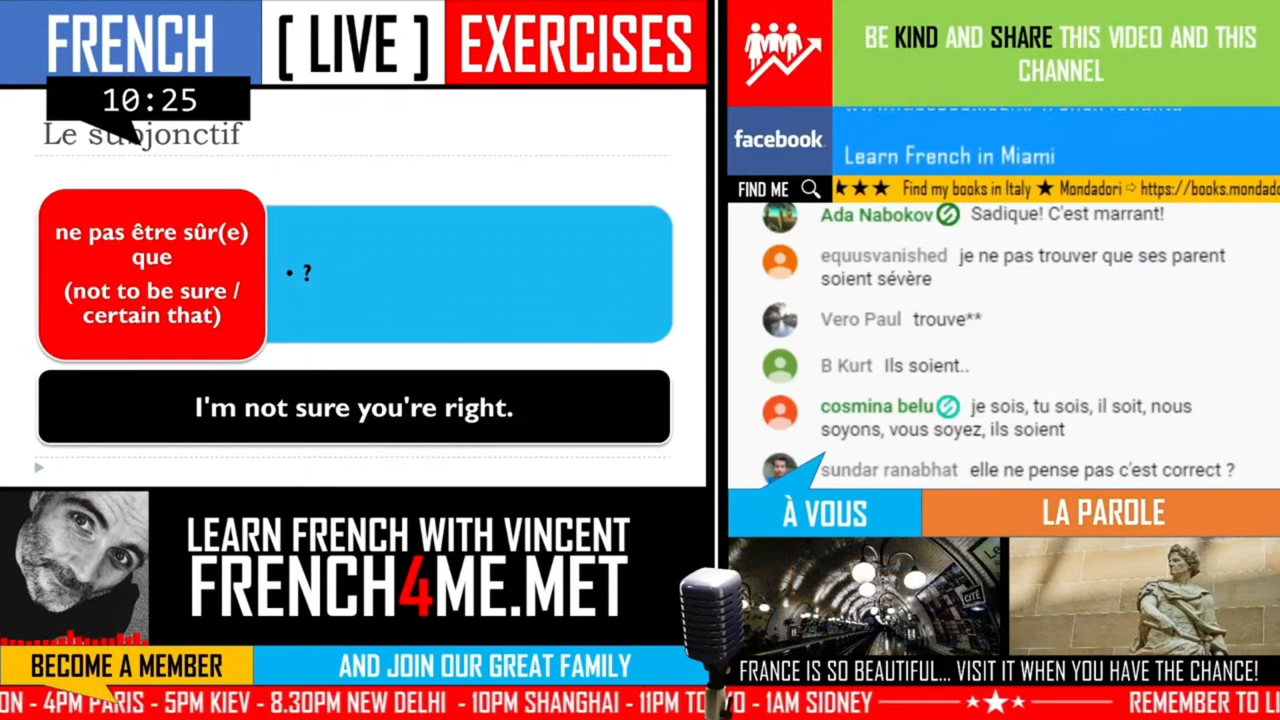 FRENCH
[ LIVE ]
EXERCISES
10:25
Le subjonctif
ne pas être sûr(e)
que
(not to be sure /
certain that)
• ?
I'm not sure you're right.
LEARN FRENCH WITH VINCENT
FRENCH4ME.MET
BECOME A MEMBER
AND JOIN OUR GREAT FAMILY
BE KIND AND SHARE THIS VIDEO AND THIS
CHANNEL
facebook
Learn French in Miami
FIND ME
★★★ Find my books in Italy ★ Mondadori ⇨ https://books.mondado
Ada Nabokov Sadique! C'est marrant!
equusvanished je ne pas trouver que ses parent
soient sévère
Vero Paul trouve**
B Kurt Ils soient..
cosmina belu je sois, tu sois, il soit, nous
soyons, vous soyez, ils soient
sundar ranabhat elle ne pense pas c'est correct ?
À VOUS
LA PAROLE
CITÉ
FRANCE IS SO BEAUTIFUL... VISIT IT WHEN YOU HAVE THE CHANCE!
ON - 4PM PARIS - 5PM KIEV - 8.30PM NEW DELHI - 10PM SHANGHAI - 11PM TO YO - 1AM SIDNEY ★ REMEMBER TO LI